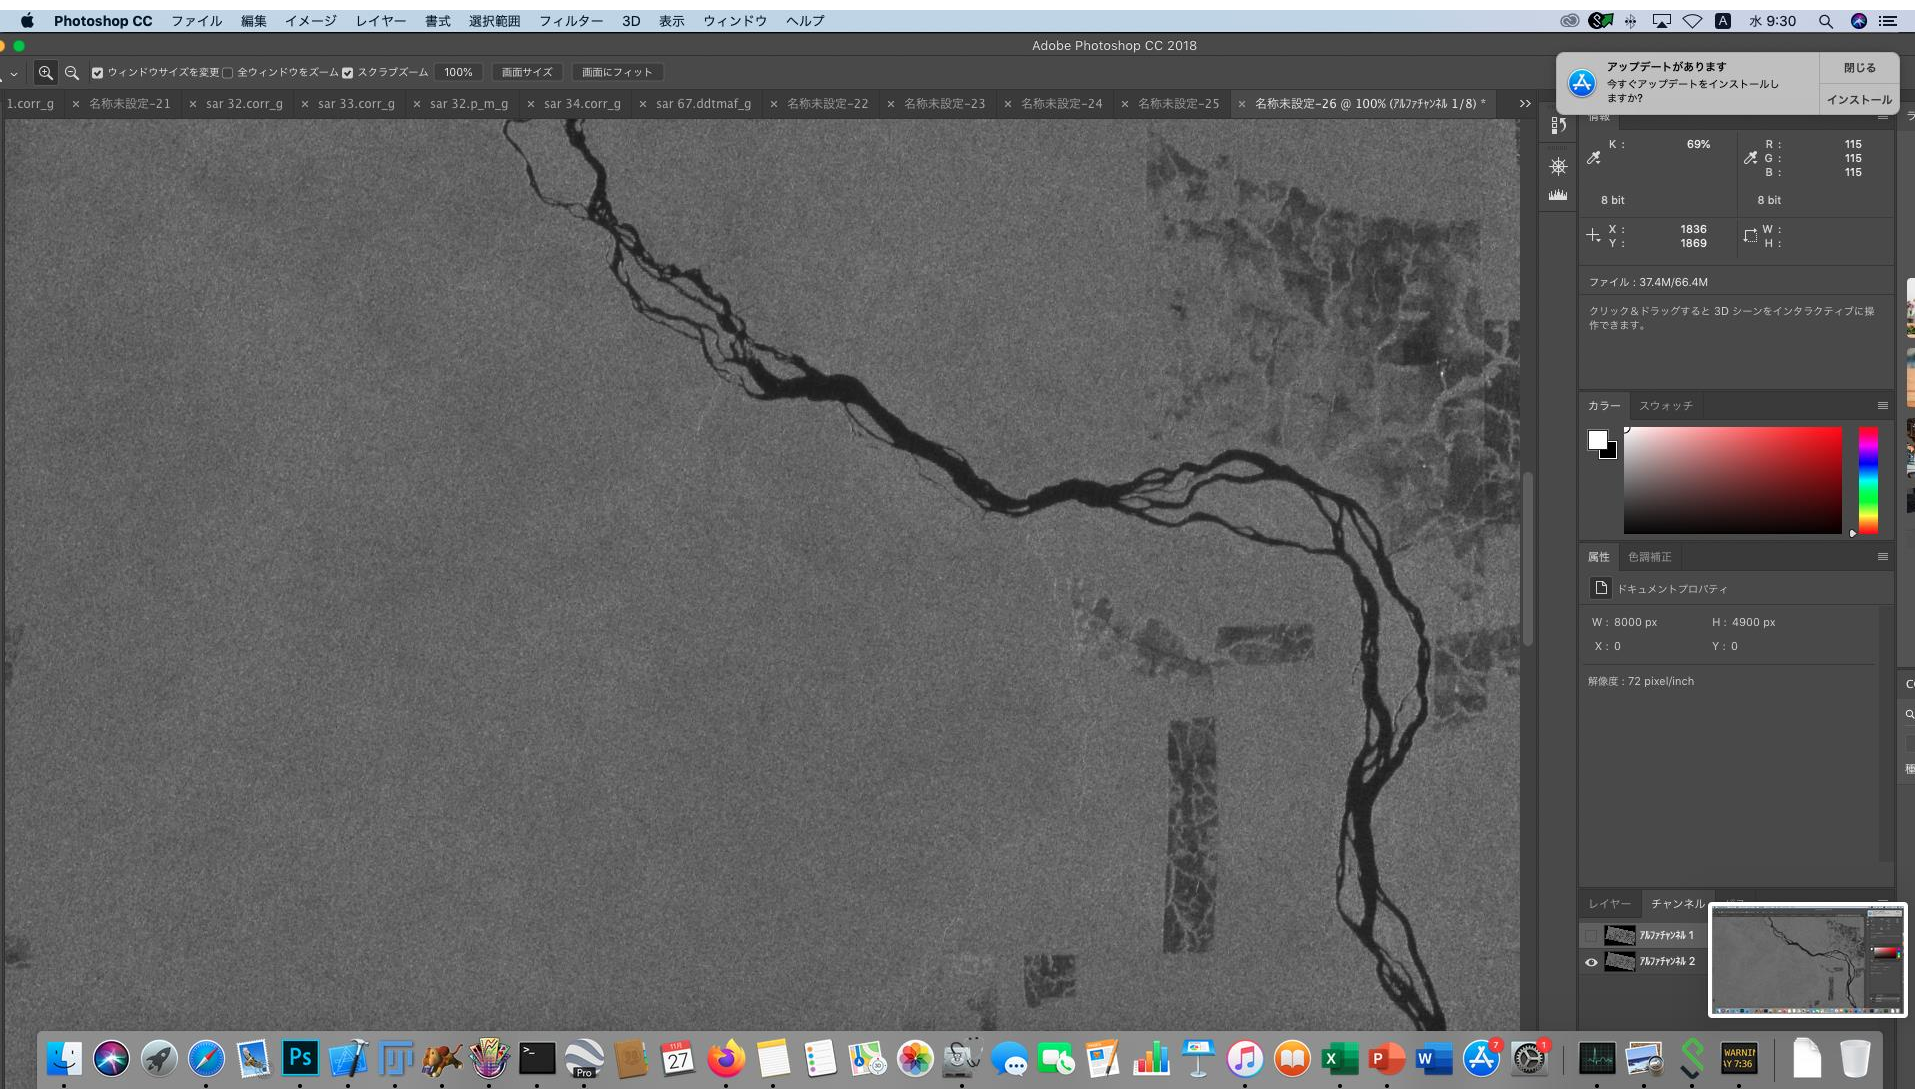 Photoshop CC ファイル 編集 イメージ レイヤー 書式 選択範囲 フィルター 3D 表示 ウィンドウ ヘルプ A 水 9:30
Adobe Photoshop CC 2018
ウィンドウサイズを変更 全ウィンドウをズーム スクラブズーム 100% 画面サイズ 画面にフィット
アップデートがあります
今すぐアップデートをインストールし
ますか?
閉じる
インストール
1.corr_g × 名称未設定-21 × sar 32.corr_g × sar 33.corr_g × sar 32.p_m_g × sar 34.corr_g × sar 67.ddtmaf_g × 名称未設定-22 × 名称未設定-23 × 名称未設定-24 × 名称未設定-25 × 名称未設定-26 @ 100% (ｱﾙﾌｧﾁｬﾝﾈﾙ 1/8) * >>
情報
K : 69% R : 115
G : 115
B : 115
8 bit 8 bit
X : 1836 W :
Y : 1869 H :
ファイル : 37.4M/66.4M
クリック＆ドラッグすると 3D シーンをインタラクティブに操
作できます。
カラー スウォッチ
属性 色調補正
ドキュメントプロパティ
W : 8000 px H : 4900 px
X : 0 Y : 0
解像度 : 72 pixel/inch
レイヤー チャンネル
ｱﾙﾌｧﾁｬﾝﾈﾙ 1
ｱﾙﾌｧﾁｬﾝﾈﾙ 2
Ps
>_
Pro
11月
27
X
P
W
7
1
WARNIN
AY 7:36